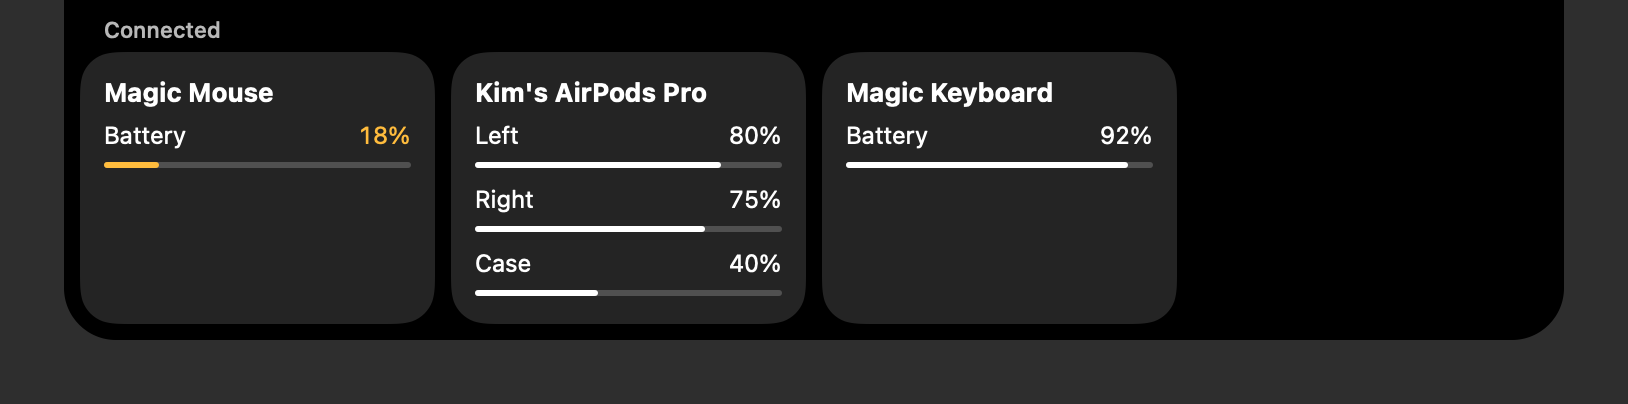 Connected
Magic Mouse
Battery 18%
Kim's AirPods Pro
Left 80%
Right 75%
Case 40%
Magic Keyboard
Battery 92%